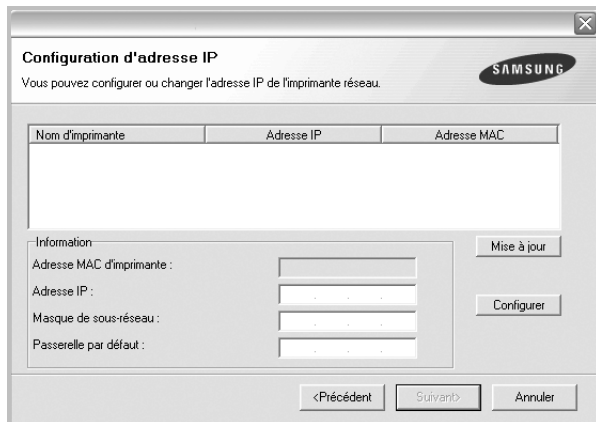 Configuration d'adresse IP
Vous pouvez configurer ou changer l'adresse IP de l'imprimante réseau.
SAMSUNG
Nom d'imprimante Adresse IP Adresse MAC
Information
Mise à jour
Adresse MAC d'imprimante :
Adresse IP :
Configurer
Masque de sous-réseau :
Passerelle par défaut :
<Précédent Suivant> Annuler